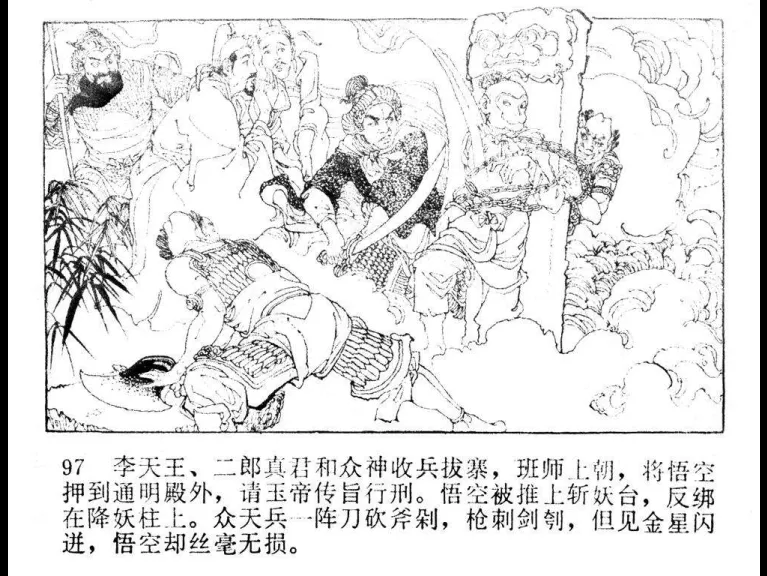 97 李天王、二郎真君和众神收兵拔寨，班师上朝，将悟空
押到通明殿外，请玉帝传旨行刑。悟空被推上斩妖台，反绑
在降妖柱上。众天兵一阵刀砍斧剁，枪刺剑刳，但见金星闪
迸，悟空却丝毫无损。